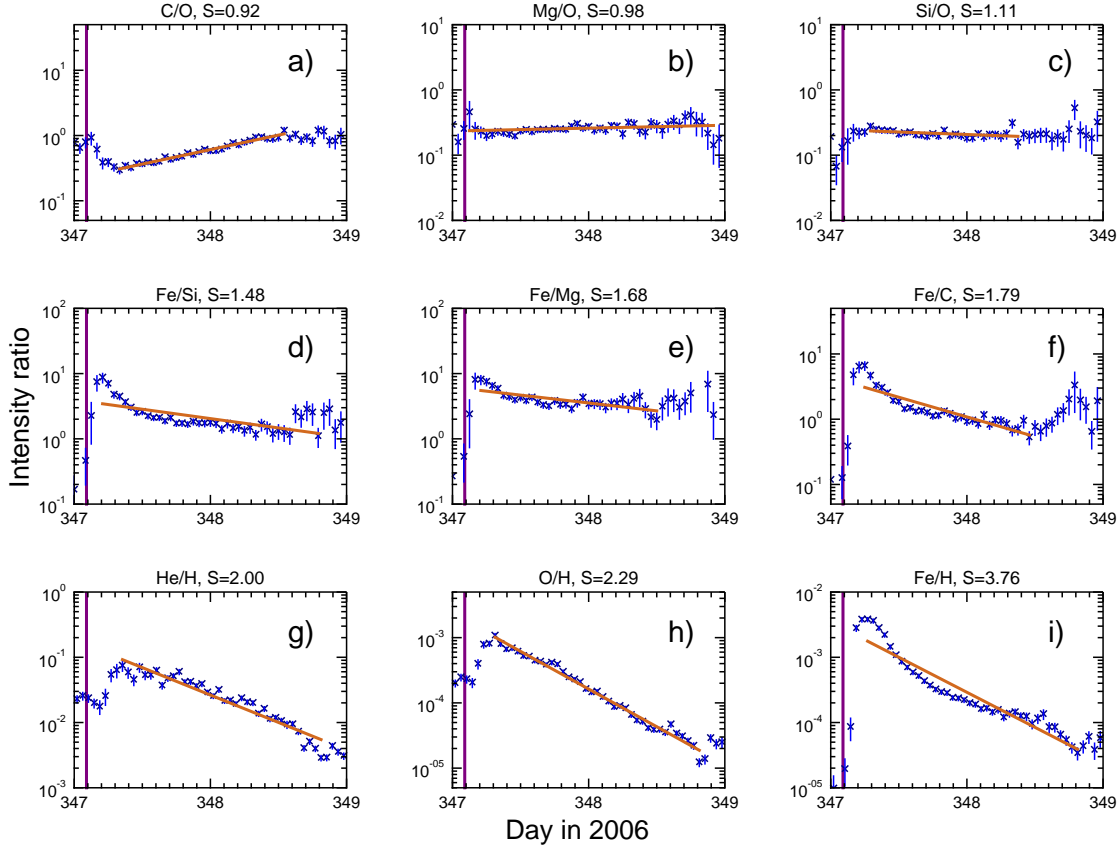 C/O, S=0.92
a)
10^1
10^0
10^-1
347 348 349
Mg/O, S=0.98
b)
10^1
10^0
10^-1
10^-2
347 348 349
Si/O, S=1.11
c)
10^1
10^0
10^-1
10^-2
347 348 349
Intensity ratio
Fe/Si, S=1.48
d)
10^2
10^1
10^0
10^-1
347 348 349
Fe/Mg, S=1.68
e)
10^2
10^1
10^0
10^-1
347 348 349
Fe/C, S=1.79
f)
10^1
10^0
10^-1
347 348 349
He/H, S=2.00
g)
10^0
10^-1
10^-2
10^-3
347 348 349
O/H, S=2.29
h)
10^-3
10^-4
10^-05
347 348 349
Fe/H, S=3.76
i)
10^-2
10^-3
10^-4
10^-05
347 348 349
Day in 2006